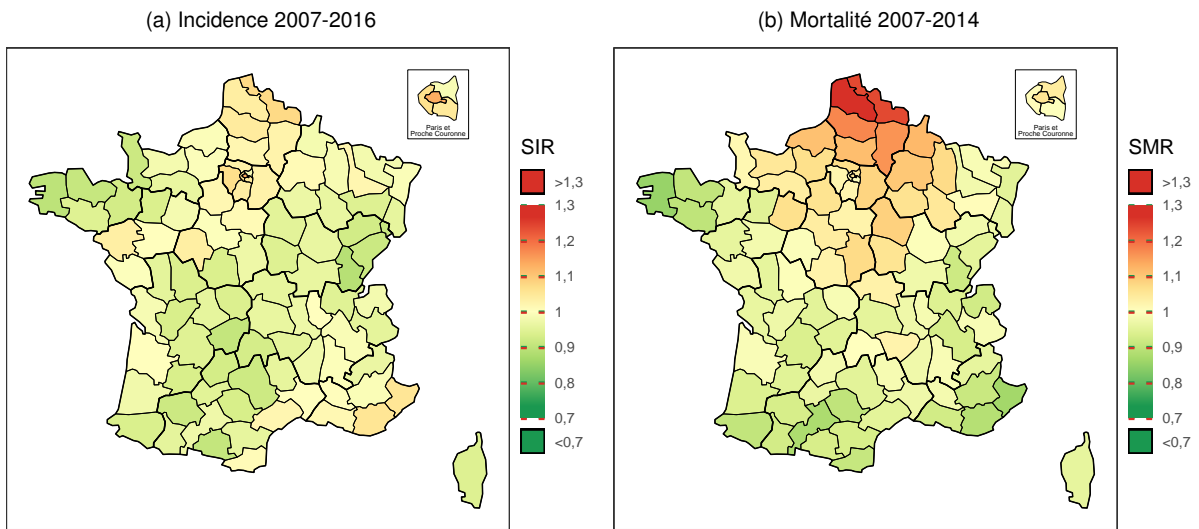 (a) Incidence 2007-2016
Paris et
Proche Couronne
SIR
>1,3
1,3
1,2
1,1
1
0,9
0,8
0,7
<0,7
(b) Mortalité 2007-2014
Paris et
Proche Couronne
SMR
>1,3
1,3
1,2
1,1
1
0,9
0,8
0,7
<0,7